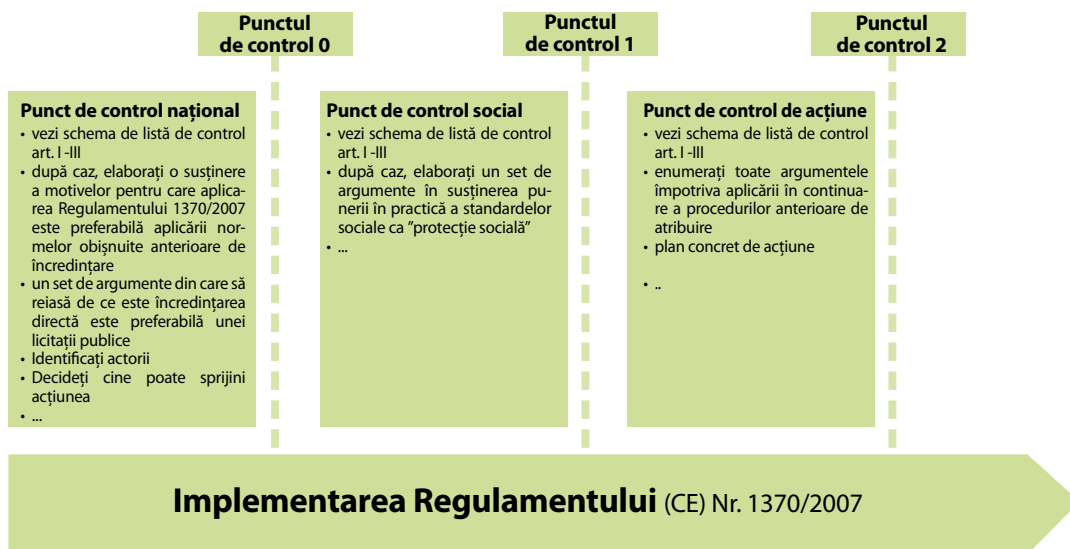 Punctul
de control 0
Punctul
de control 1
Punctul
de control 2
Punct de control național
• vezi schema de listă de control
art. I -III
• după caz, elaborați o susținere
a motivelor pentru care aplica-
rea Regulamentului 1370/2007
este preferabilă aplicării nor-
melor obișnuite anterioare de
încredințare
• un set de argumente din care să
reiasă de ce este încredințarea
directă este preferabilă unei
licitații publice
• Identificați actorii
• Decideți cine poate sprijini
acțiunea
• ...
Punct de control social
• vezi schema de listă de control
art. I -III
• după caz, elaborați un set de
argumente în susținerea pu-
nerii în practică a standardelor
sociale ca ”protecție socială”
• ...
Punct de control de acțiune
• vezi schema de listă de control
art. I -III
• enumerați toate argumentele
împotriva aplicării în continua-
re a procedurilor anterioare de
atribuire
• plan concret de acțiune
• ..
Implementarea Regulamentului (CE) Nr. 1370/2007